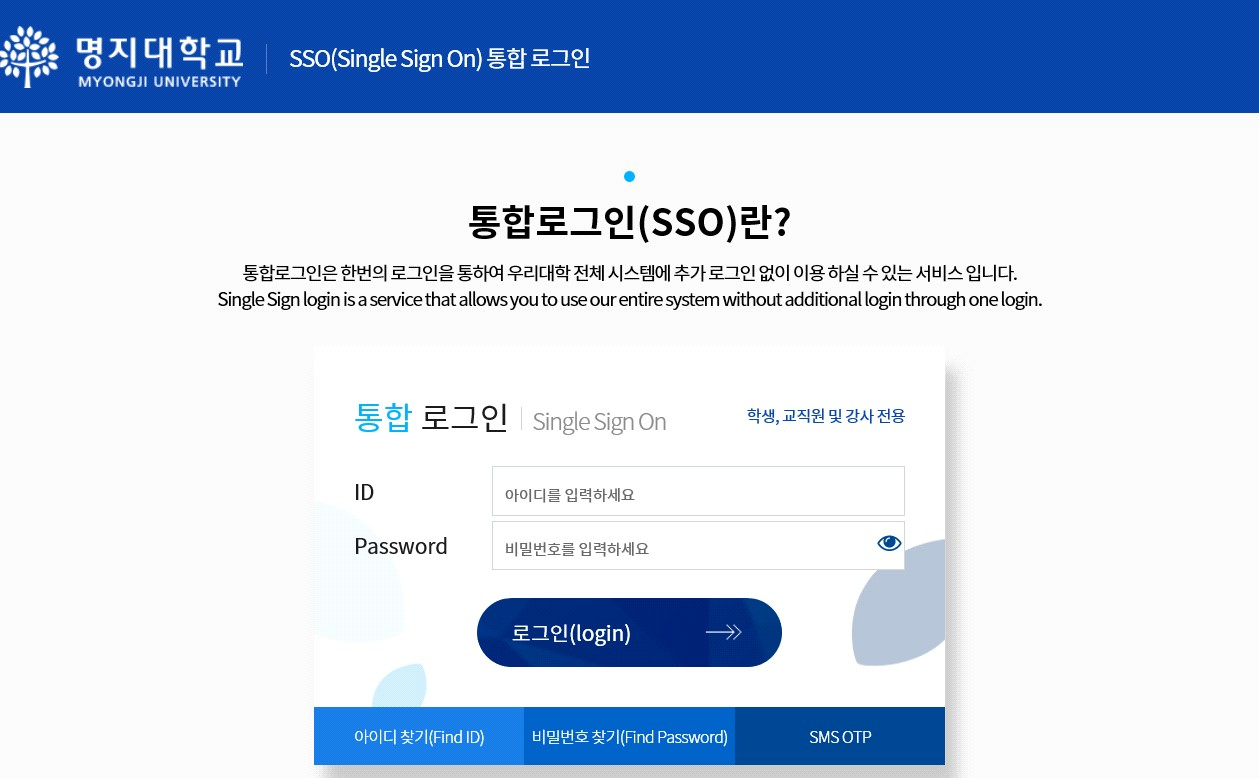 명지대학교
MYONGJI UNIVERSITY
SSO(Single Sign On) 통합 로그인
통합로그인(SSO)란?
통합로그인은 한번의 로그인을 통하여 우리대학 전체 시스템에 추가 로그인 없이 이용 하실 수 있는 서비스 입니다.
Single Sign login is a service that allows you to use our entire system without additional login through one login.
통합 로그인 Single Sign On 학생, 교직원 및 강사 전용
ID 아이디를 입력하세요
Password 비밀번호를 입력하세요
로그인(login)
아이디 찾기(Find ID) 비밀번호 찾기(Find Password) SMS OTP